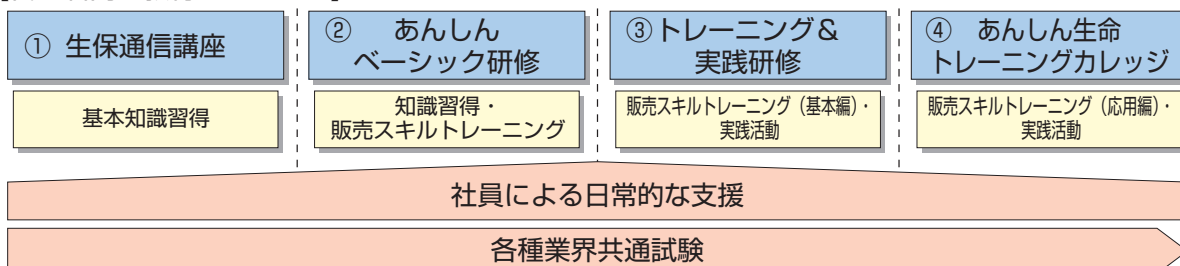 ① 生保通信講座
② あんしん
ベーシック研修
③トレーニング&
実践研修
④ あんしん生命
トレーニングカレッジ
基本知識習得
知識習得・
販売スキルトレーニング
販売スキルトレーニング（基本編）・
実践活動
販売スキルトレーニング（応用編）・
実践活動
社員による日常的な支援
各種業界共通試験